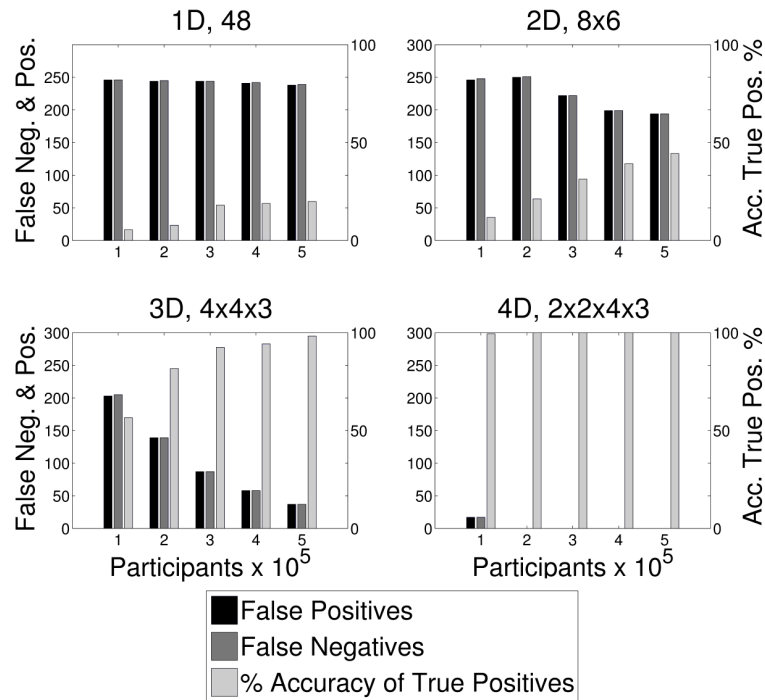 1D, 48
2D, 8x6
False Neg. & Pos.
300
250
200
150
100
50
0
1 2 3 4 5
100
50
0
300
250
200
150
100
50
0
1 2 3 4 5
100
50
0
Acc. True Pos. %
3D, 4x4x3
4D, 2x2x4x3
False Neg. & Pos.
300
250
200
150
100
50
0
1 2 3 4 5
100
50
0
Participants x 10^5
300
250
200
150
100
50
0
1 2 3 4 5
100
50
0
Acc. True Pos. %
Participants x 10^5
False Positives
False Negatives
% Accuracy of True Positives